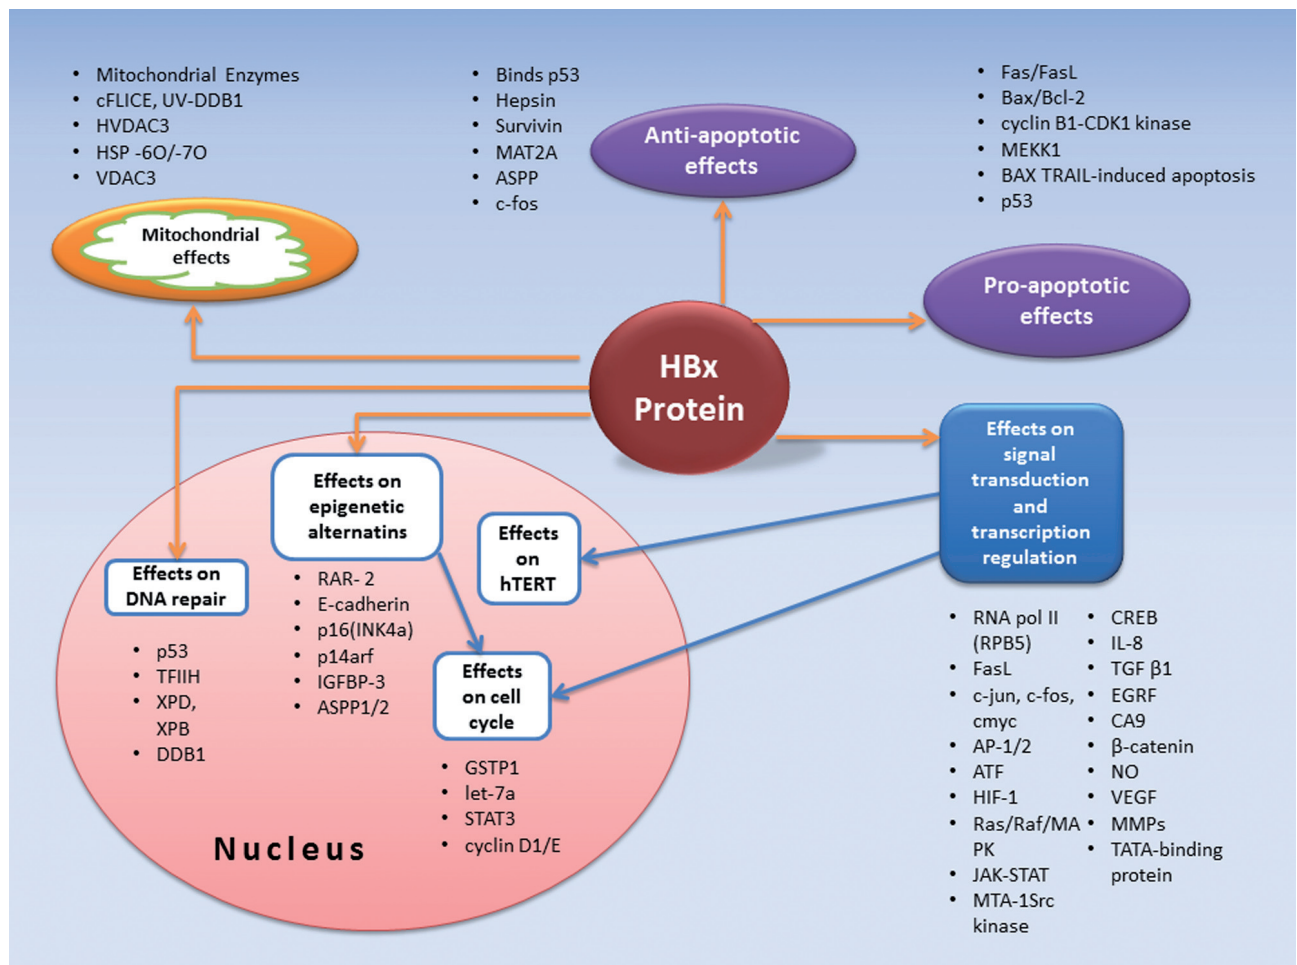 • Mitochondrial Enzymes
• cFLICE, UV-DDB1
• HVDAC3
• HSP -6O/-7O
• VDAC3
Mitochondrial
effects
• Binds p53
• Hepsin
• Survivin
• MAT2A
• ASPP
• c-fos
Anti-apoptotic
effects
• Fas/FasL
• Bax/Bcl-2
• cyclin B1-CDK1 kinase
• MEKK1
• BAX TRAIL-induced apoptosis
• p53
Pro-apoptotic
effects
HBx
Protein
Effects on
signal
transduction
and
transcription
regulation
Effects on
epigenetic
alternatins
Effects
on
hTERT
Effects on
DNA repair
• RAR- 2
• E-cadherin
• p16(INK4a)
• p14arf
• IGFBP-3
• ASPP1/2
• p53
• TFIIH
• XPD,
XPB
• DDB1
Effects
on cell
cycle
• GSTP1
• let-7a
• STAT3
• cyclin D1/E
Nucleus
• RNA pol II
(RPB5)
• FasL
• c-jun, c-fos,
cmyc
• AP-1/2
• ATF
• HIF-1
• Ras/Raf/MA
PK
• JAK-STAT
• MTA-1Src
kinase
• CREB
• IL-8
• TGF β1
• EGRF
• CA9
• β-catenin
• NO
• VEGF
• MMPs
• TATA-binding
protein